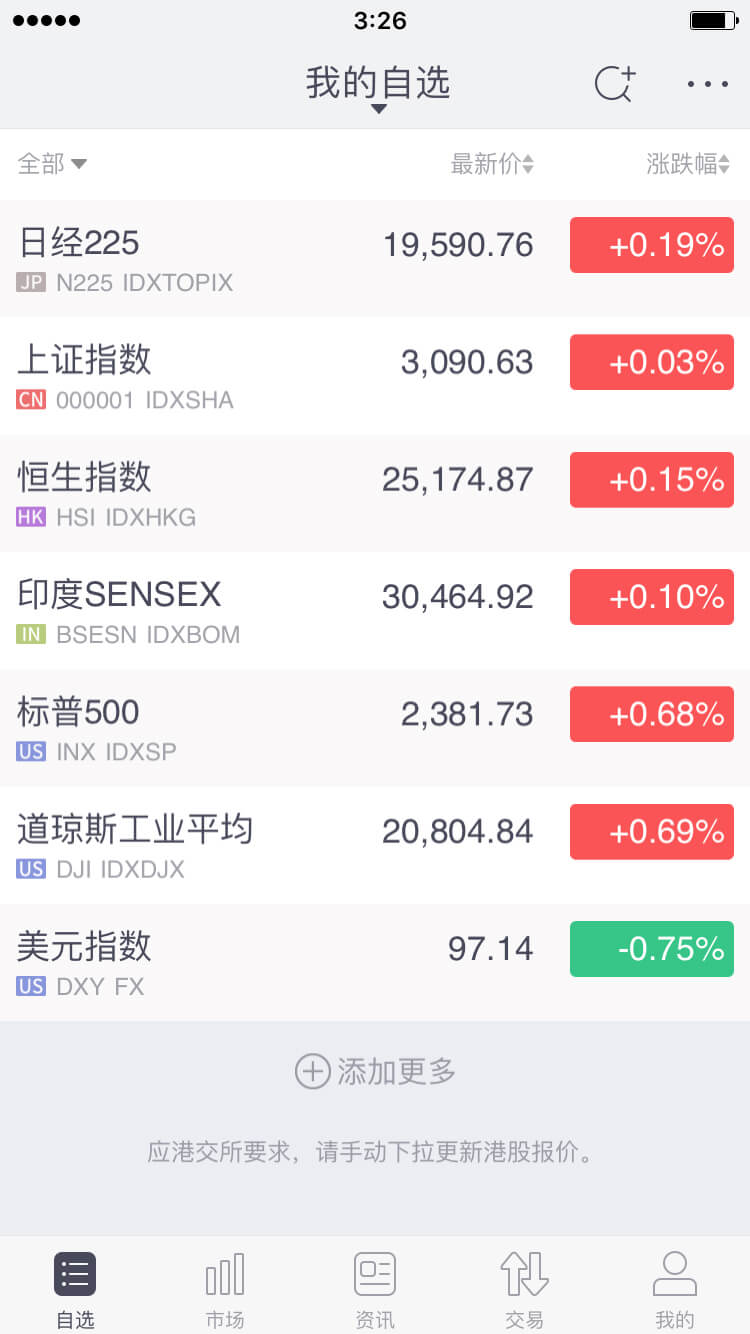 3:26
我的自选
全部 最新价 涨跌幅
日经225 19,590.76 +0.19%
JP N225 IDXTOPIX
上证指数 3,090.63 +0.03%
CN 000001 IDXSHA
恒生指数 25,174.87 +0.15%
HK HSI IDXHKG
印度SENSEX 30,464.92 +0.10%
IN BSESN IDXBOM
标普500 2,381.73 +0.68%
US INX IDXSP
道琼斯工业平均 20,804.84 +0.69%
US DJI IDXDJX
美元指数 97.14 -0.75%
US DXY FX
添加更多
应港交所要求，请手动下拉更新港股报价。
自选 市场 资讯 交易 我的